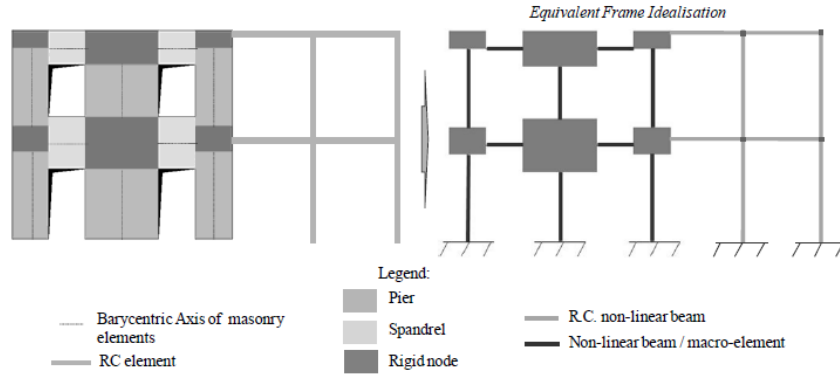 Equivalent Frame Idealisation
Legend:
Pier
Barycentric Axis of masonry
elements
Spandrel
RC element
Rigid node
R.C. non-linear beam
Non-linear beam / macro-element